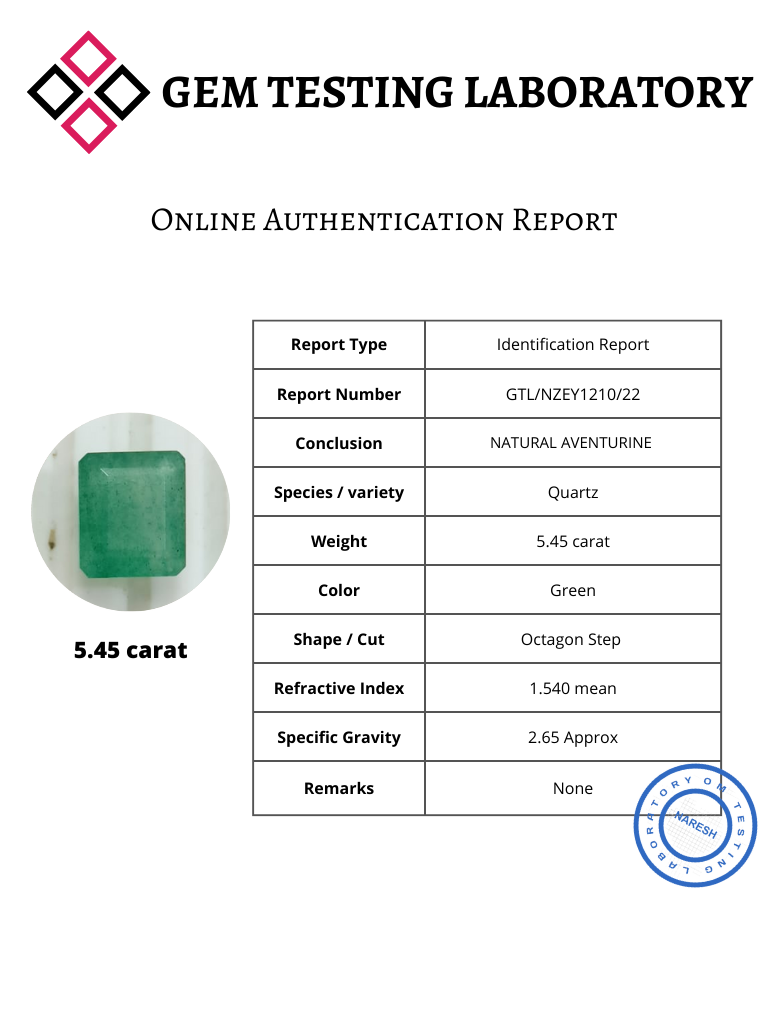 GEM TESTING LABORATORY
Online Authentication Report
Report Type Identification Report
Report Number GTL/NZEY1210/22
Conclusion NATURAL AVENTURINE
Species / variety Quartz
Weight 5.45 carat
Color Green
Shape / Cut Octagon Step
Refractive Index 1.540 mean
Specific Gravity 2.65 Approx
Remarks None
5.45 carat
OM TESTING LABORATORY
NARESH